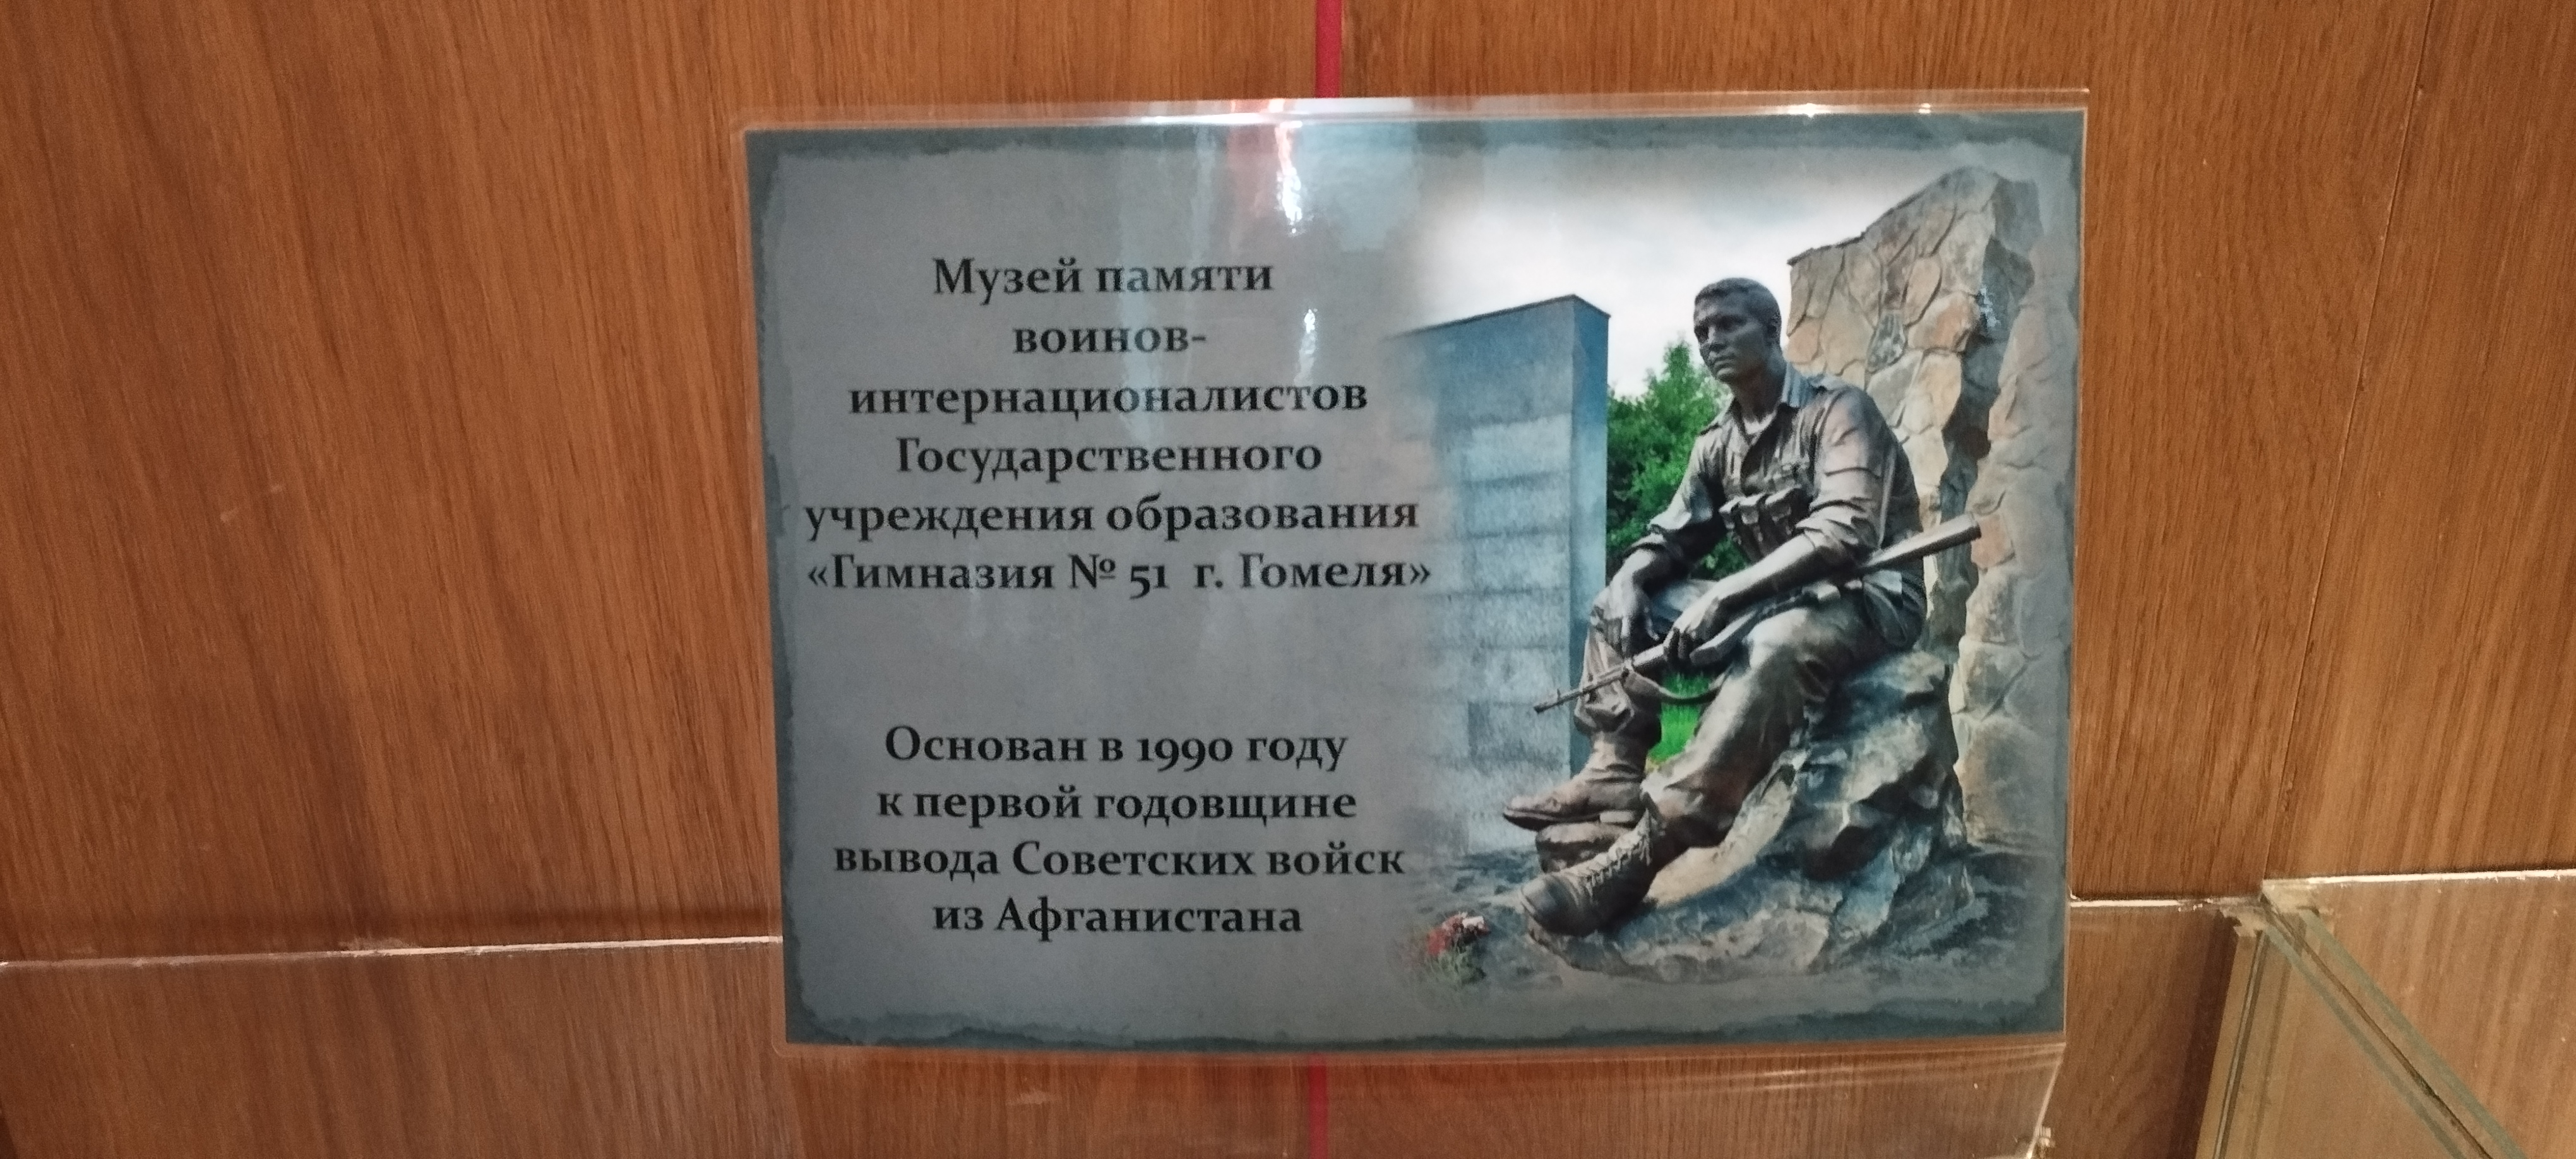 Музей памяти
воинов-
интернационалистов
Государственного
учреждения образования
«Гимназия № 51 г. Гомеля»
Основан в 1990 году
к первой годовщине
вывода Советских войск
из Афганистана